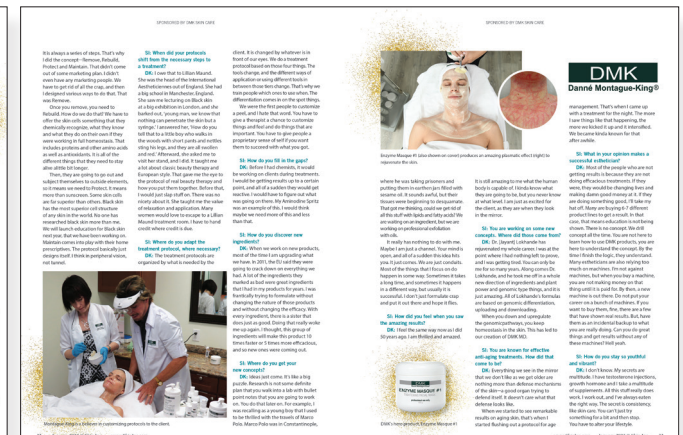 SPONSORED BY DMK SKIN CARE
It is always a series of steps. That's why
I did the concept—Remove, Rebuild,
Protect and Maintain. That didn't come
out of some marketing plan. I didn't
even have any marketing people. We
have to get rid of all the crap, and then
I designed various ways to do that. That
was Remove.
Once you remove, you need to
Rebuild. How do we do that? We have to
offer the skin cells something that they
chemically recognize, what they know
and what they do on their own if they
were working in full homeostasis. That
includes proteins and other amino acids
as well as antioxidants. It is all of the
different things that they need to stay
alive little bit longer.
Then, they are going to go out and
subject themselves to outside elements,
so it means we need to Protect. It means
more than sunscreen. Some skin cells
are far superior than others. Black skin
has the most superior cell structure
of any skin in the world. No one has
researched black skin more than me.
We will launch education for Black skin
next year, that we have been working on.
Maintain comes into play with their home
prescriptives. The protocol basically just
designs itself. I think in peripheral vision,
not tunnel.
SI: When did your protocols
shift from the necessary steps to
a treatment?
DK: I owe that to Lillian Maund.
She was the head of the International
Aestheticiennes out of England. She had
a big school in Manchester, England.
She saw me lecturing on Black skin
at a big exhibition in London, and she
barked out, 'young man, we know that
nothing can penetrate the skin but a
syringe.' I answered her, 'How do you
tell that to a little boy who walks in
the woods with short pants and nettles
sting his legs, and they are all swollen
and red.' Afterward, she asked me to
visit her stand, and I did. It taught me
a lot about classical beauty therapy and
European style. That gave me the eye to
the protocol of real beauty therapy and
how you put them together. Before that,
I would just slap stuff on. There was no
nicety about it. She taught me the value
of relaxation and application. Many
women would love to escape to a Lillian
Maund treatment room. I have to hand
credit where credit is due.
SI: Where do you adapt the
treatment protocol, where necessary?
DK: The treatment protocols are
organized by what is needed by the
client. It is changed by whatever is in
front of our eyes. We do a treatment
protocol based on those four things. The
tools change, and the different ways of
application or using different tools in
between those tien change. That's why we
train people which ones to use when. The
differentiation comes in on the spot things.
We were the first people to customize
a peel, and I hate that word. You have to
give a therapist a chance to customize
things and feel and do things that are
important. You have to give people a
proprietary sense of self if you want
them to succeed with what you got.
SI: How do you fill in the gaps?
DK: Before I had chemists, it would
be working on clients during treatments.
I would be getting results up to a certain
point, and all of a sudden they would get
reactive. I would have to figure out what
was going on there. My Amino dine Spritz
was an example of this. I would think
maybe we need more of this and less
than that.
SI: How do you discover new
ingredients?
DK: When we work on new products,
most of the time I am upgrading what
we have. In 2011, the EU said they were
going to crack down on everything we
had. A lot of the ingredients they
marked as bad were great ingredients
that I had in my products for years. I was
frantically trying to formulate without
changing the nature of those products
and without changing the efficacy. With
every ingredient, there is a sister that
does just as good. Doing that really woke
me up again. I thought, this group of
ingredients will make this product 10
times faster or 5 times more efficacious,
and so new ones were coming out.
SI: Where do you get your
new concepts?
DK: Ideas just come. It's like a big
puzzle. Research is not some definite
plan that you walk into a lab with bullet
point notes that you are going to work
on. You do that later on. For example, I
was recalling as a young boy that I used
to be thrilled with the travels of Marco
Polo. Marco Polo was in Constantinople,
Montague-King is a believer in customizing protocols to the client.
SPONSORED BY DMK SKIN CARE
Enzyme Masque #1 (also shown on cover) produces an amazing plasmatic effect (right) to
rejuvenate the skin.
where he was taking prisoners and
putting them in earthen jars filled with
sesame oil. It sounds awful, but their
tissues were beginning to desquamate.
That got me thinking, could we get rid of
all this stuff with lipids and fatty acids? We
are waiting on an ingredient, but we are
working on professional exfoliation
with oils.
It really has nothing to do with me.
Maybe I am just a channel. Your mind is
open, and all of a sudden this idea hits
you. It just comes. We are just conduits.
Most of the things that I focus on do
happen in some way. Sometimes it takes
a long time, and sometimes it happens
in a different way, but usually it is
successful. I don't just formulate crap
and put it out there and hope it flies.
SI: How did you feel when you saw
the amazing results?
DK: I feel the same way now as I did
50 years ago. I am thrilled and amazed.
DMK's hero product Enzyme Masque #1.
It is still amazing to me what the human
body is capable of. I kinda know what
they are going to be, but you never know
at what level. I am just as excited for
the client, as they are when they look
in the mirror.
SI: You are working on some new
concepts. Where did those come from?
DK: Dr. [Jayant] Lokhande has
rejuvenated my whole career. I was at the
point where I had nothing left to prove,
and I was getting tired. You can only be
me for so many years. Along comes Dr.
Lokhande, and he took me off in a whole
new direction of ingredients and plant
power and genome type things, and it is
just amazing. All of Lokhande's formulas
are based on genomic differentiation,
uploading and downloading.
When you down and upregulate
the genomic pathways, you keep
homeostasis in the skin. This has led to
our creation of DMK MD.
SI: You are known for effective
anti-aging treatments. How did that
come to be?
DK: Everything we see in the mirror
that we don't like as we get older are
nothing more than defense mechanisms
of the skin—a good organ trying to
defend itself. It doesn't care what that
defense looks like.
When we started to see remarkable
results on aging skin, that's when I
started flushing out a protocol for age
DMK
Danné Montague-King®
management. That's when I came up
with a treatment for the night. The more
I saw things like that happening, the
more we kicked it up and it intensified.
We became kinda known for that
after awhile.
SI: What in your opinion makes a
successful esthetician?
DK: Most of the people who are not
getting results is because they are not
doing efficacious treatments. If they
were, they would be changing lives and
making damn good money at it. If they
are doing something good, I'll take my
hat off. Many are buying 6-7 different
product lines to get a result. In that
case, that means education is not being
shown. There is no concept. We drill
concept all the time. You are not here to
learn how to use DMK products, you are
here to understand the concept. By the
time I finish the logic, they understand.
Many estheticians are also relying too
much on machines. I'm not against
machines, but when you buy a machine,
you are not making money on that
thing until it is paid for. By then, a new
machine is out there. Do not put your
career on a bunch of machines. If you
want to buy them, fine, there are a few
that have shown real results. But, have
them as an incidental backup to what
you are really doing. Can you do great
things and get results without any of
these machines? Hell yeah.
SI: How do you stay so youthful
and vibrant?
DK: I don't know. My secrets are
multitude. I have testosterone injections,
growth hormone and I take a multitude
of supplements. All this stuff really does
work. I work out, and I've always eaten
the right way. The secret is consistency,
like skin care. You can't just try
something for a bit and then stop.
You have to alter your lifestyle.